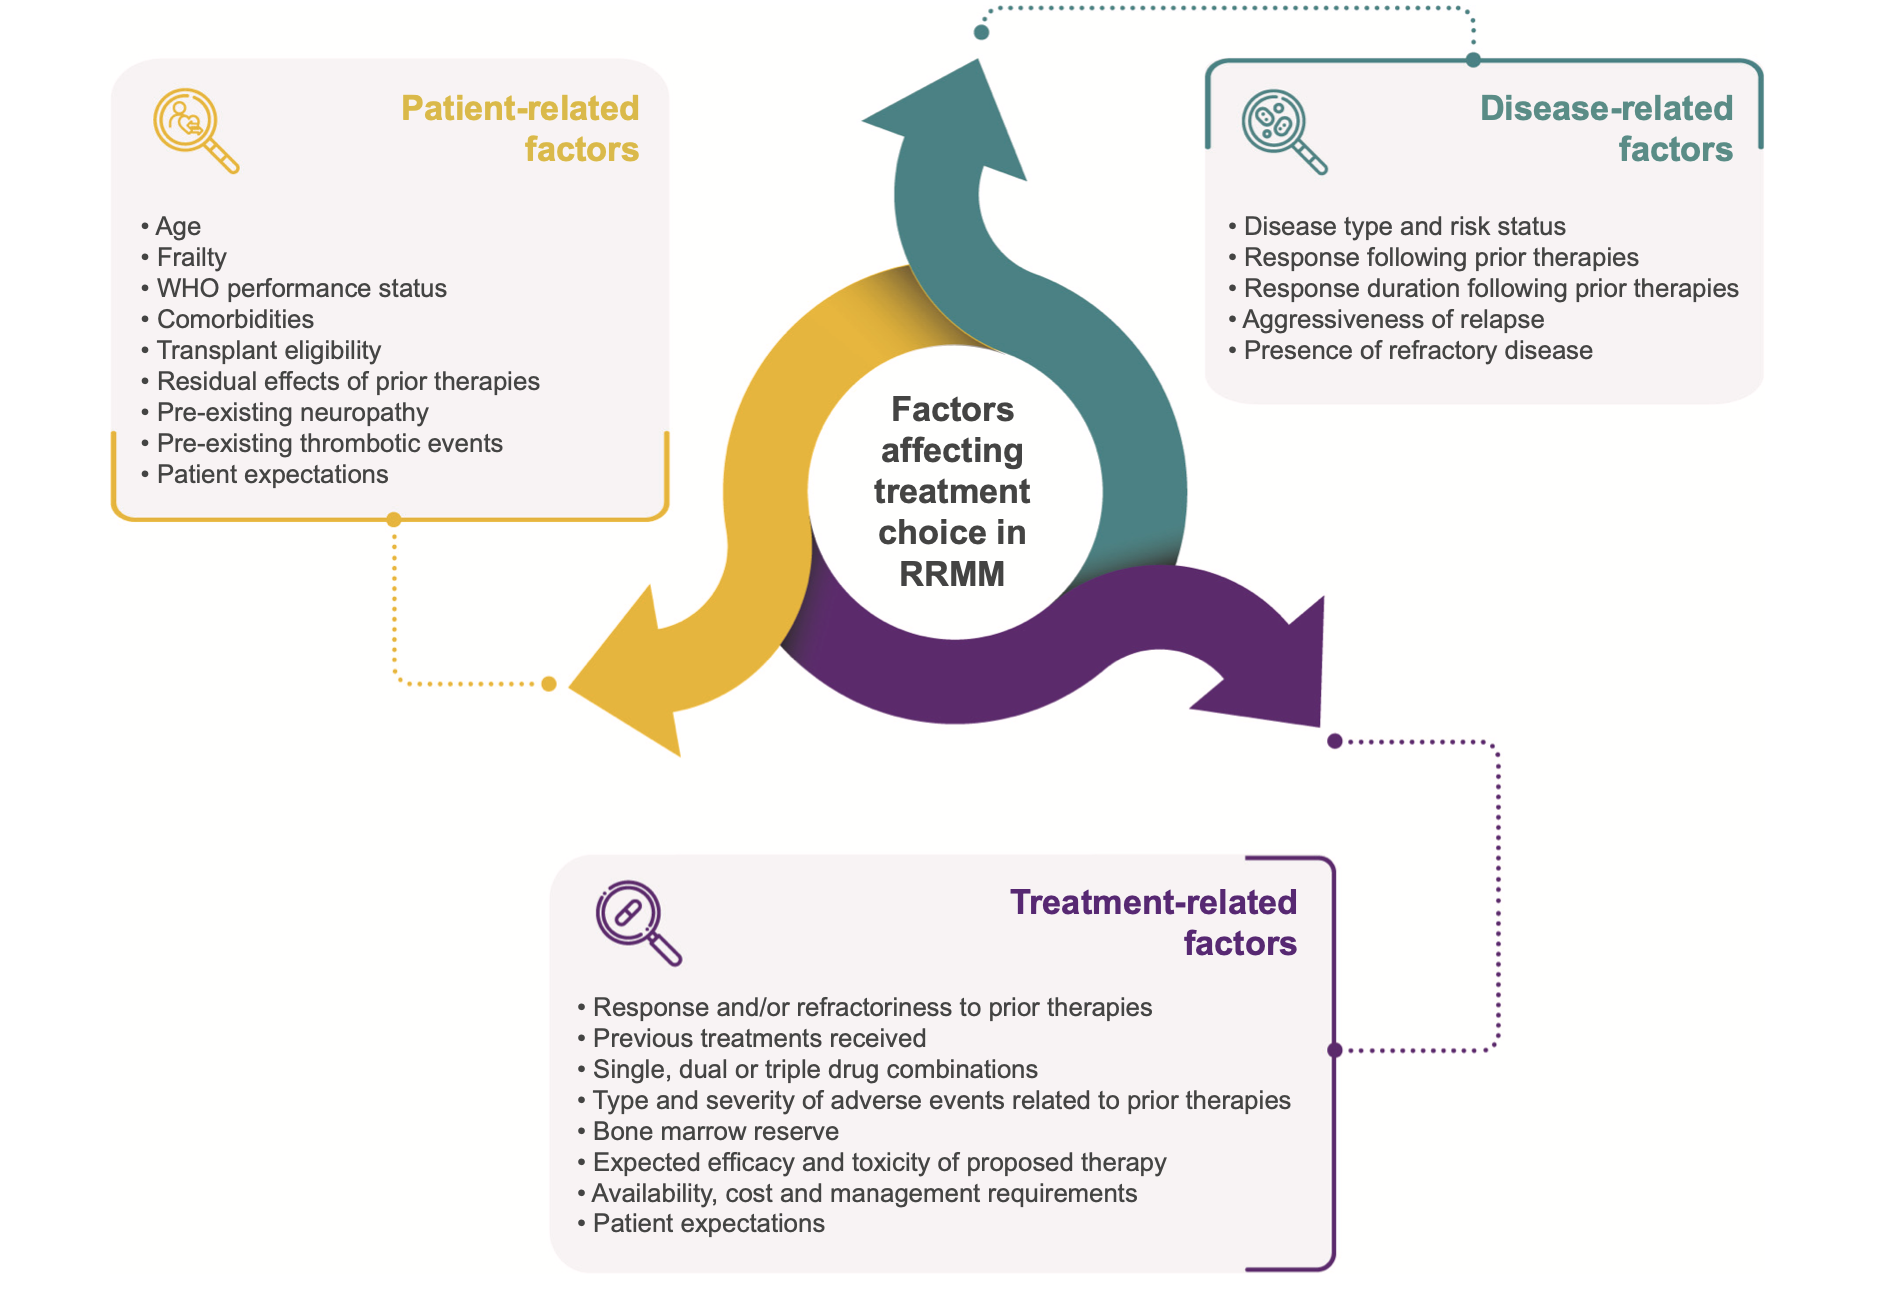 Patient-related
factors
• Age
• Frailty
• WHO performance status
• Comorbidities
• Transplant eligibility
• Residual effects of prior therapies
• Pre-existing neuropathy
• Pre-existing thrombotic events
• Patient expectations
Disease-related
factors
• Disease type and risk status
• Response following prior therapies
• Response duration following prior therapies
• Aggressiveness of relapse
• Presence of refractory disease
Factors
affecting
treatment
choice in
RRMM
Treatment-related
factors
• Response and/or refractoriness to prior therapies
• Previous treatments received
• Single, dual or triple drug combinations
• Type and severity of adverse events related to prior therapies
• Bone marrow reserve
• Expected efficacy and toxicity of proposed therapy
• Availability, cost and management requirements
• Patient expectations